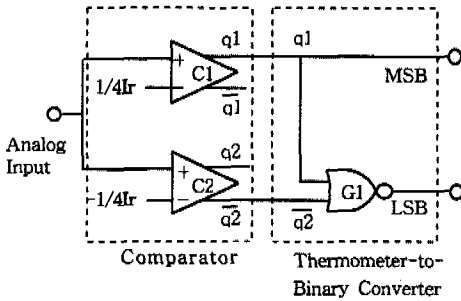 q1
q1
+
C1
MSB
1/4Ir
−
q1
Analog
Input
q2
+
C2
G1
-1/4Ir
−
q2
q2
LSB
Comparator
Thermometer-to-
Binary Converter